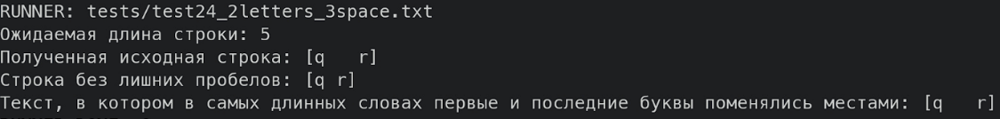 RUNNER: tests/test24_2letters_3space.txt
Ожидаемая длина строки: 5
Полученная исходная строка: [q   r]
Строка без лишних пробелов: [q r]
Текст, в котором в самых длинных словах первые и последние буквы поменялись местами: [q   r]